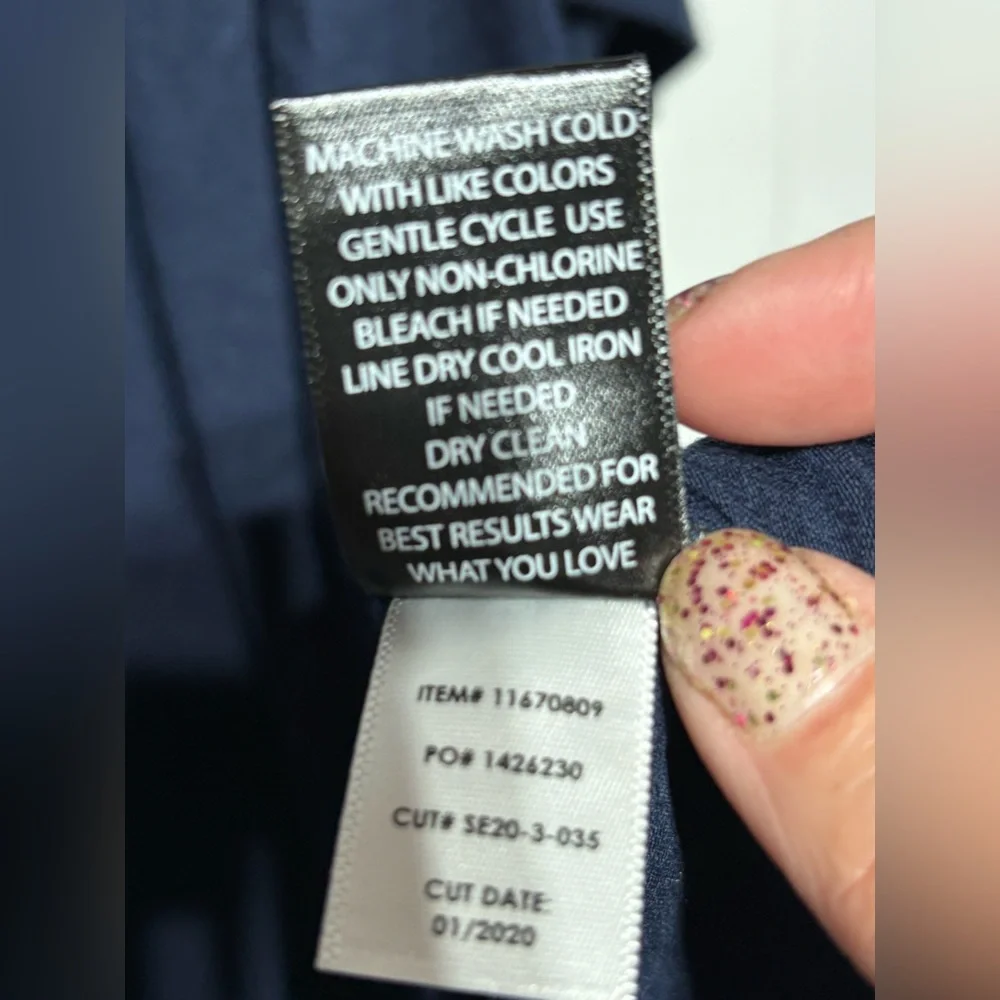 MACHINE WASH COLD
WITH LIKE COLORS
GENTLE CYCLE USE
ONLY NON-CHLORINE
BLEACH IF NEEDED
LINE DRY COOL IRON
IF NEEDED
DRY CLEAN
RECOMMENDED FOR
BEST RESULTS WEAR
WHAT YOU LOVE
ITEM# 11670809
PO# 1426230
CUT# SE20-3-035
CUT DATE:
01/2020